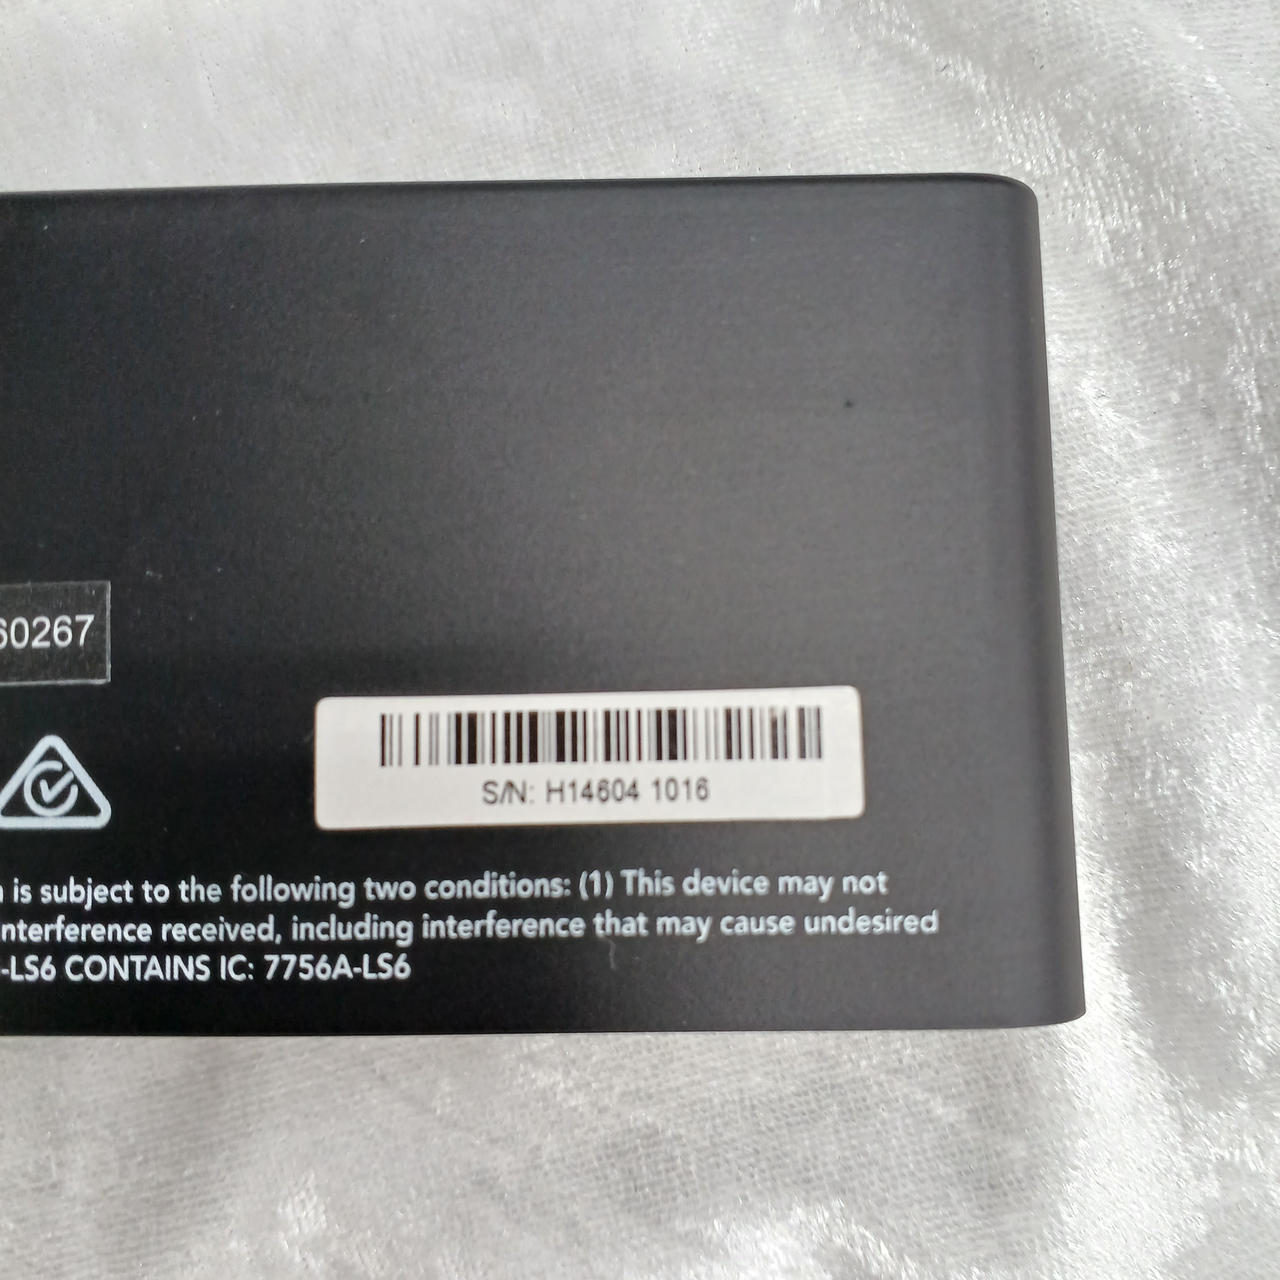 60267
S/N: H14604 1016
is subject to the following two conditions: (1) This device may not
interference received, including interference that may cause undesired
-LS6 CONTAINS IC: 7756A-LS6